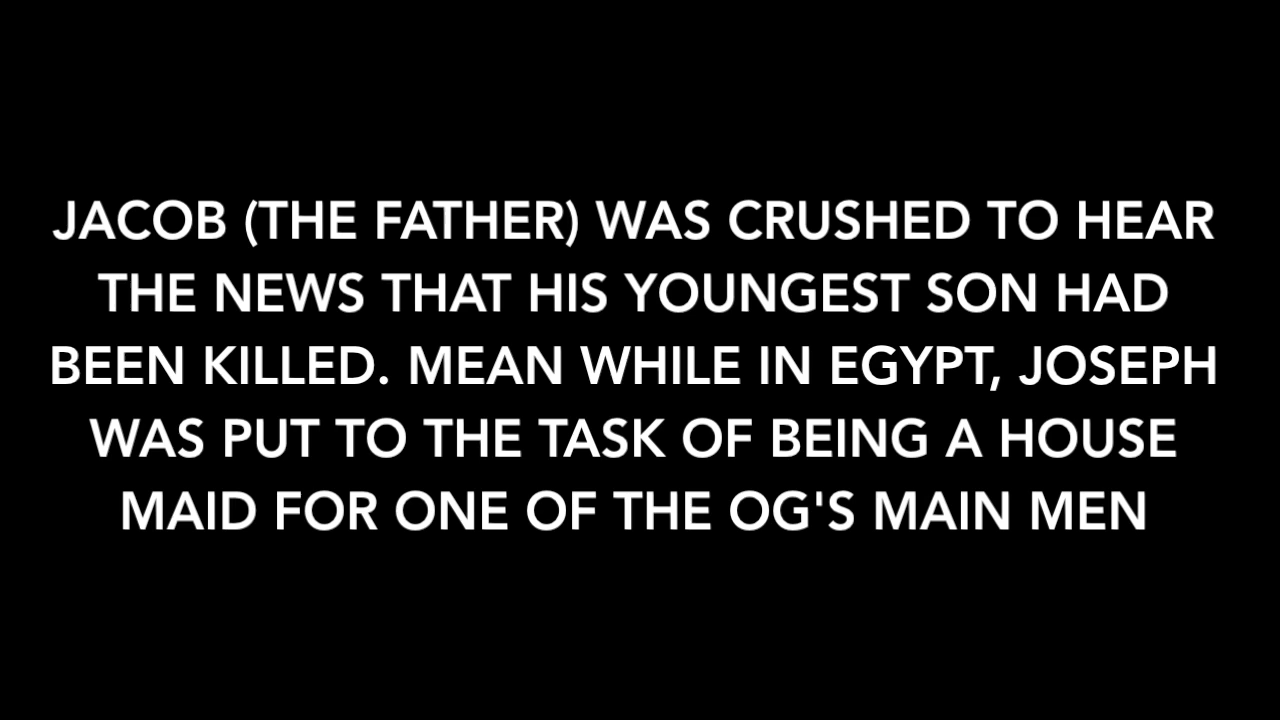 JACOB (THE FATHER) WAS CRUSHED TO HEAR
THE NEWS THAT HIS YOUNGEST SON HAD
BEEN KILLED. MEAN WHILE IN EGYPT, JOSEPH
WAS PUT TO THE TASK OF BEING A HOUSE
MAID FOR ONE OF THE OG'S MAIN MEN